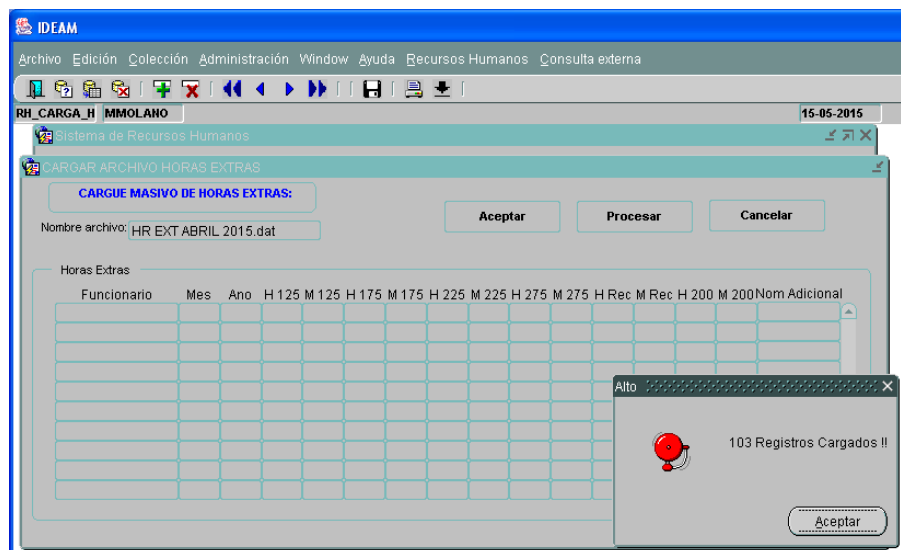 IDEAM
Archivo Edición Colección Administración Window Ayuda Recursos Humanos Consulta externa
RH_CARGA_H MMOLANO 15-05-2015
Sistema de Recursos Humanos
CARGAR ARCHIVO HORAS EXTRAS
CARGUE MASIVO DE HORAS EXTRAS:
Aceptar Procesar Cancelar
Nombre archivo: HR EXT ABRIL 2015.dat
Horas Extras
Funcionario Mes Ano H 125 M 125 H 175 M 175 H 225 M 225 H 275 M 275 H Rec M Rec H 200 M 200 Nom Adicional
Alto
103 Registros Cargados !!
Aceptar